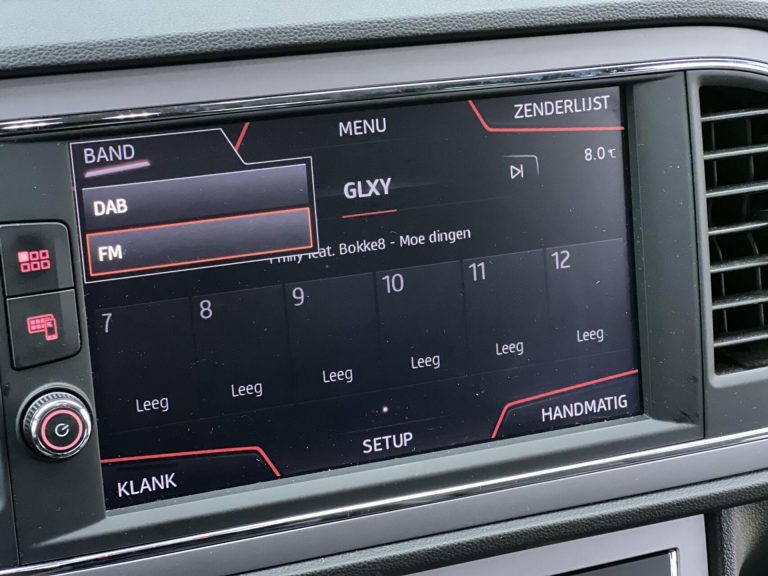 BAND
MENU
ZENDERLIJST
DAB
GLXY
8.0°C
FM
feat. Bokke8 - Moe dingen
7 8 9 10 11 12
Leeg Leeg Leeg Leeg Leeg Leeg
KLANK
SETUP
HANDMATIG